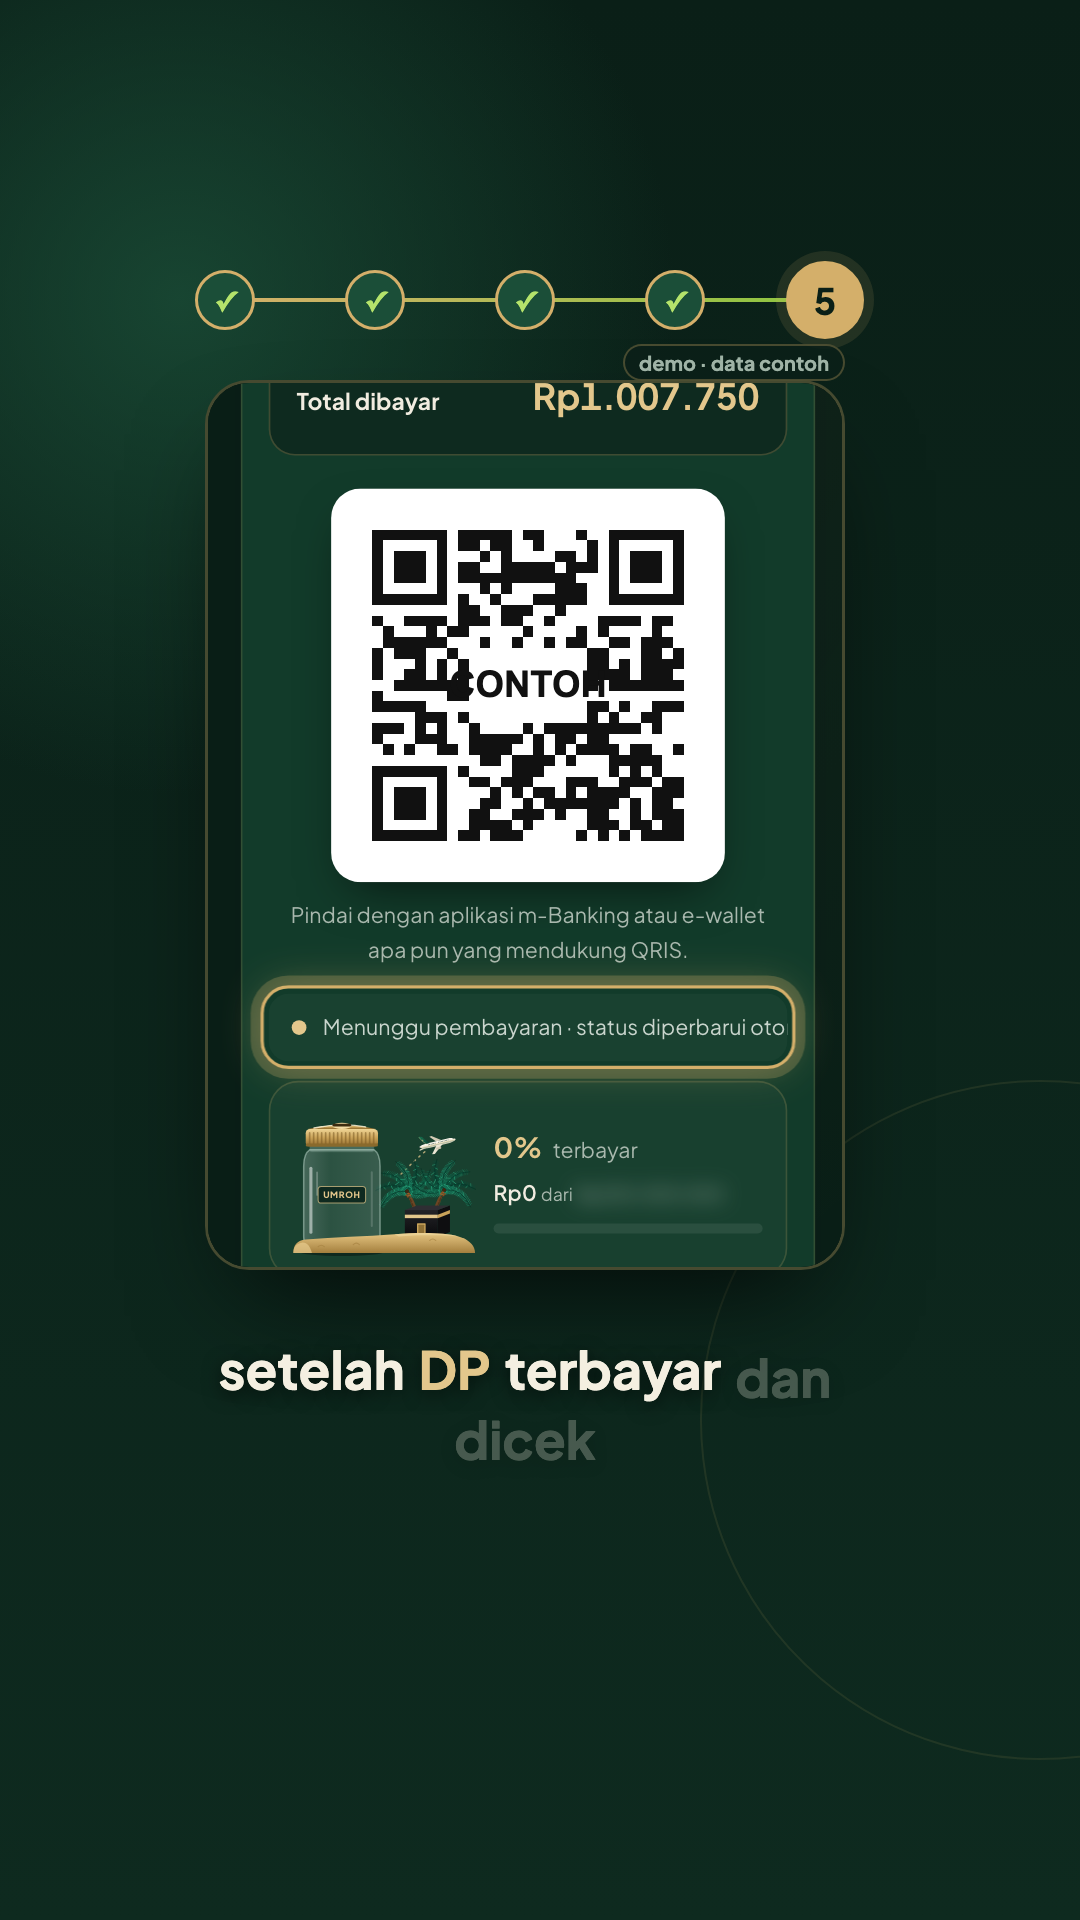 5
demo · data contoh
Total dibayar Rp1.007.750
CONTOH
Pindai dengan aplikasi m-Banking atau e-wallet
apa pun yang mendukung QRIS.
Menunggu pembayaran · status diperbarui oto
0% terbayar
Rp0 dari
UMROH
setelah DP terbayar dan
dicek